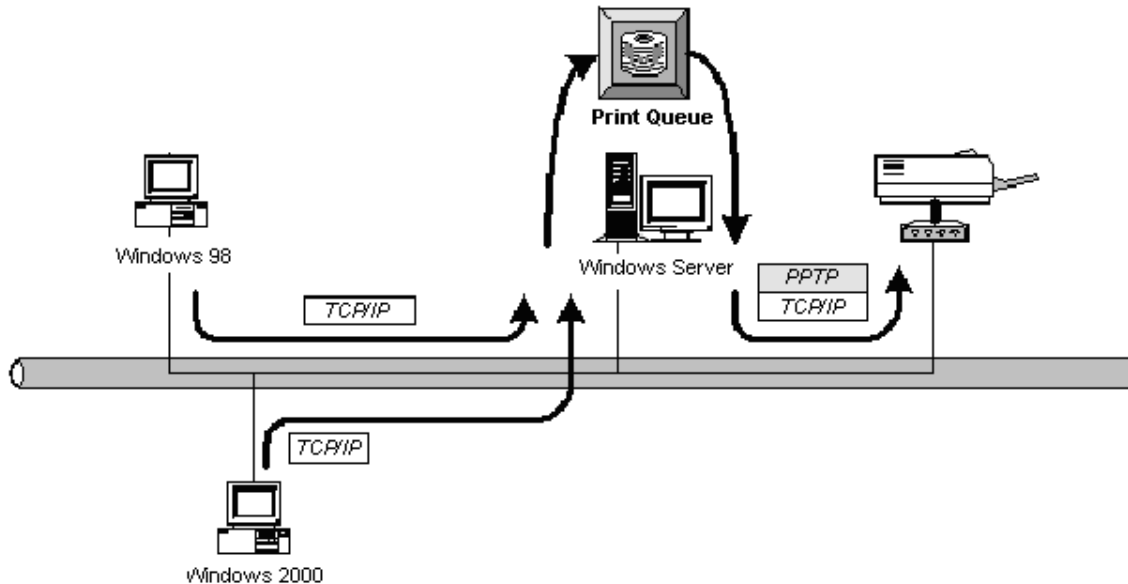 Print Queue
Windows 98
Windows Server
PPTP
TCP/IP
TCP/IP
TCP/IP
Windows 2000